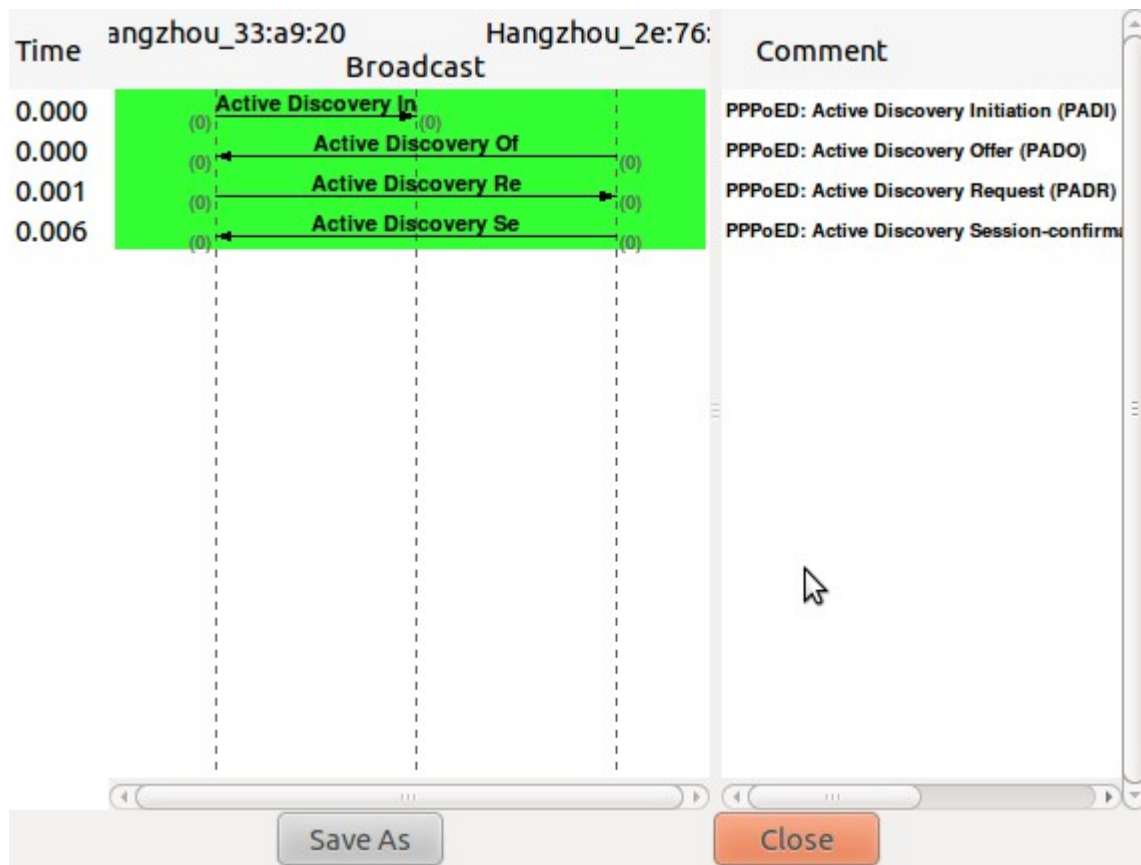 Time angzhou_33:a9:20 Hangzhou_2e:76: Comment
Broadcast
0.000 Active Discovery In PPPoED: Active Discovery Initiation (PADI)
(0) (0)
0.000 Active Discovery Of PPPoED: Active Discovery Offer (PADO)
(0) (0)
0.001 Active Discovery Re PPPoED: Active Discovery Request (PADR)
(0) (0)
0.006 Active Discovery Se PPPoED: Active Discovery Session-confirma
(0) (0)
Save As Close